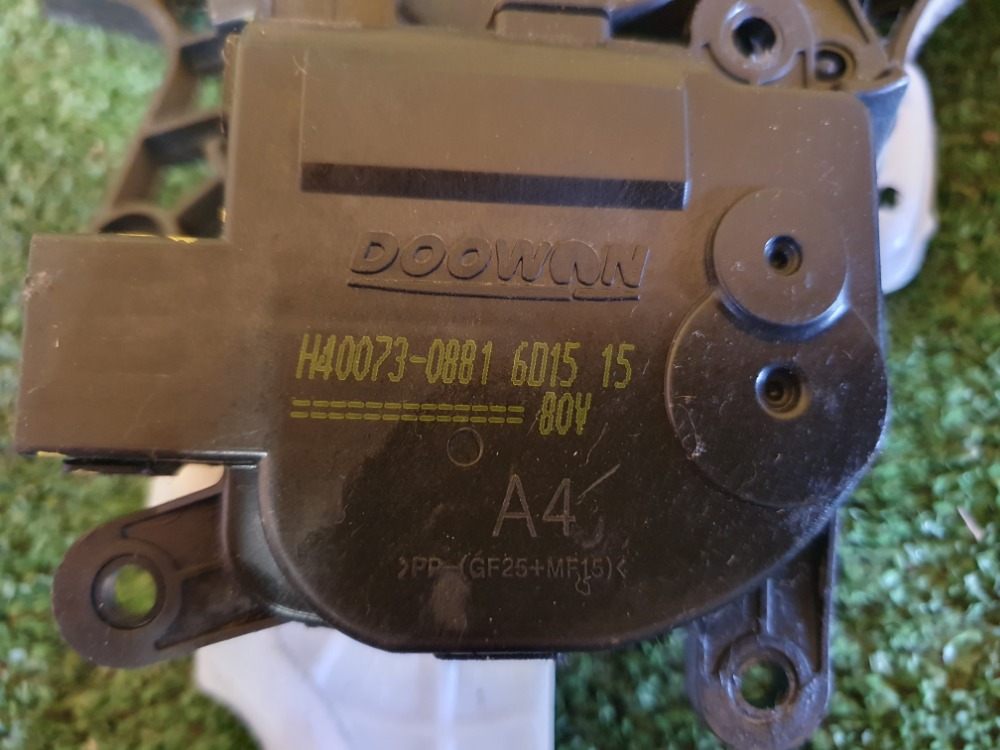 DOOWON
H40073-0881 6D15 15
============= 80V
A4
>PP-(GF25+MF15)<